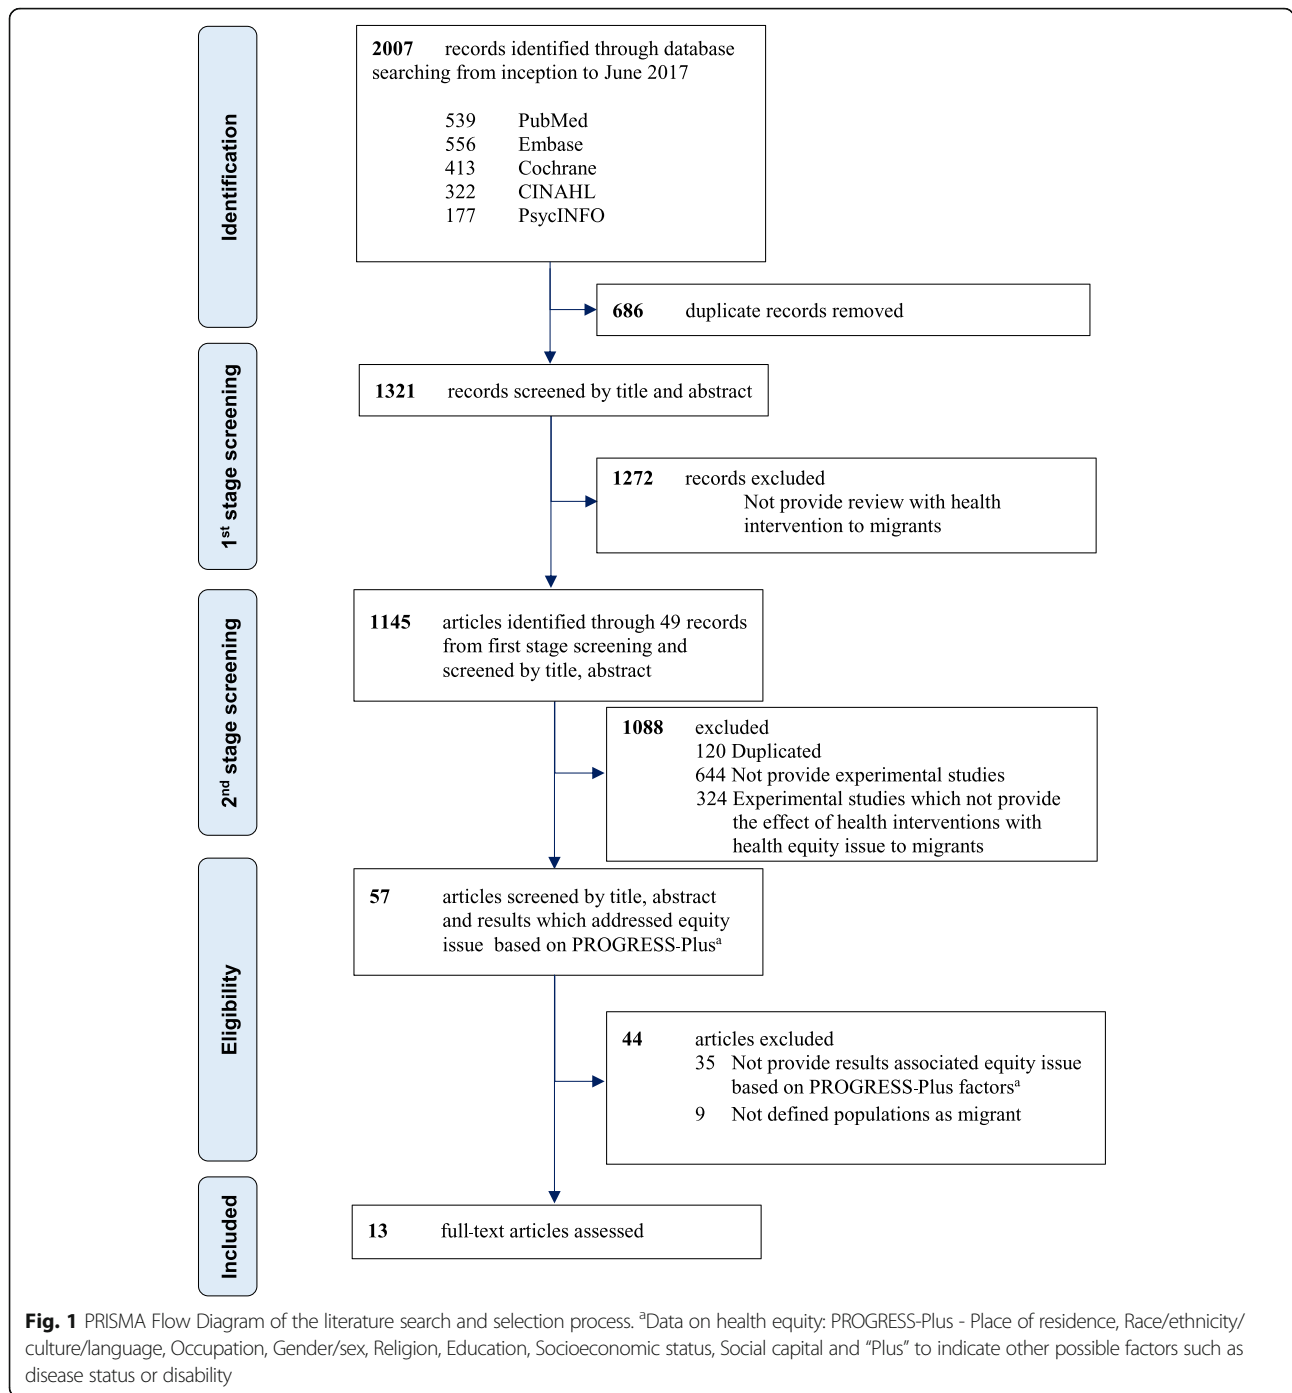 Identification
2007 records identified through database
searching from inception to June 2017
539 PubMed
556 Embase
413 Cochrane
322 CINAHL
177 PsycINFO
686 duplicate records removed
1st stage screening
1321 records screened by title and abstract
1272 records excluded
Not provide review with health
intervention to migrants
2nd stage screening
1145 articles identified through 49 records
from first stage screening and
screened by title, abstract
1088 excluded
120 Duplicated
644 Not provide experimental studies
324 Experimental studies which not provide
the effect of health interventions with
health equity issue to migrants
Eligibility
57 articles screened by title, abstract
and results which addressed equity
issue based on PROGRESS-Plusa
44 articles excluded
35 Not provide results associated equity issue
based on PROGRESS-Plus factorsa
9 Not defined populations as migrant
Included
13 full-text articles assessed
Fig. 1 PRISMA Flow Diagram of the literature search and selection process. aData on health equity: PROGRESS-Plus - Place of residence, Race/ethnicity/
culture/language, Occupation, Gender/sex, Religion, Education, Socioeconomic status, Social capital and “Plus” to indicate other possible factors such as
disease status or disability